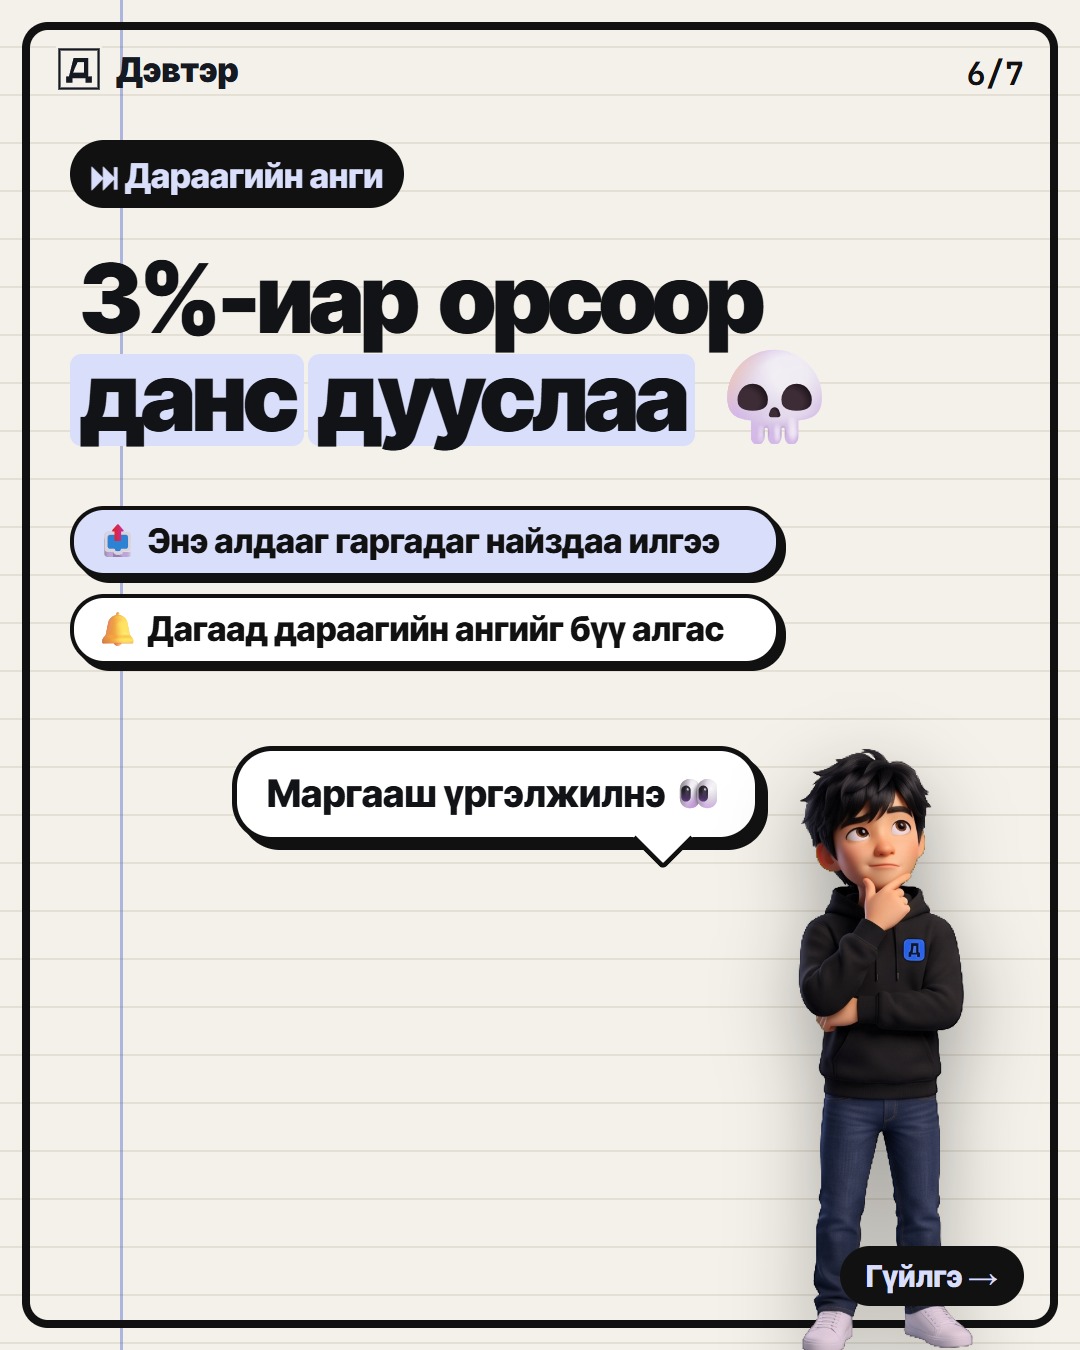 Д Дэвтэр
6/7
⏭ Дараагийн анги
3%-иар орсоор
данс дууслаа 💀
📤 Энэ алдааг гаргадаг найздаа илгээ
🔔 Дагаад дараагийн ангийг бүү алгас
Маргааш үргэлжилнэ 👀
Д
Гүйлгэ →